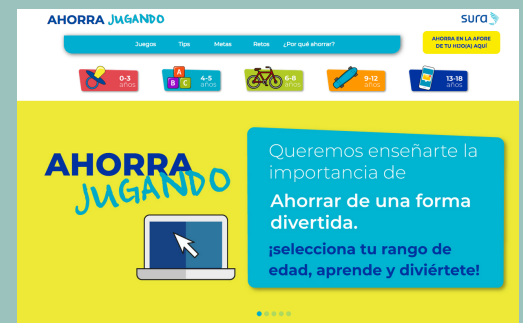 AHORRA JUGANDO
sura
Juegos Tips Metas Retos ¿Por qué ahorrar?
AHORRA EN LA AFORE
DE TU HIJO(A) AQUÍ
0-3
años
A
B C
4-5
años
6-8
años
9-12
años
13-18
años
AHORRA
JUGANDO
Queremos enseñarte la
importancia de
Ahorrar de una forma
divertida.
¡selecciona tu rango de
edad, aprende y diviértete!